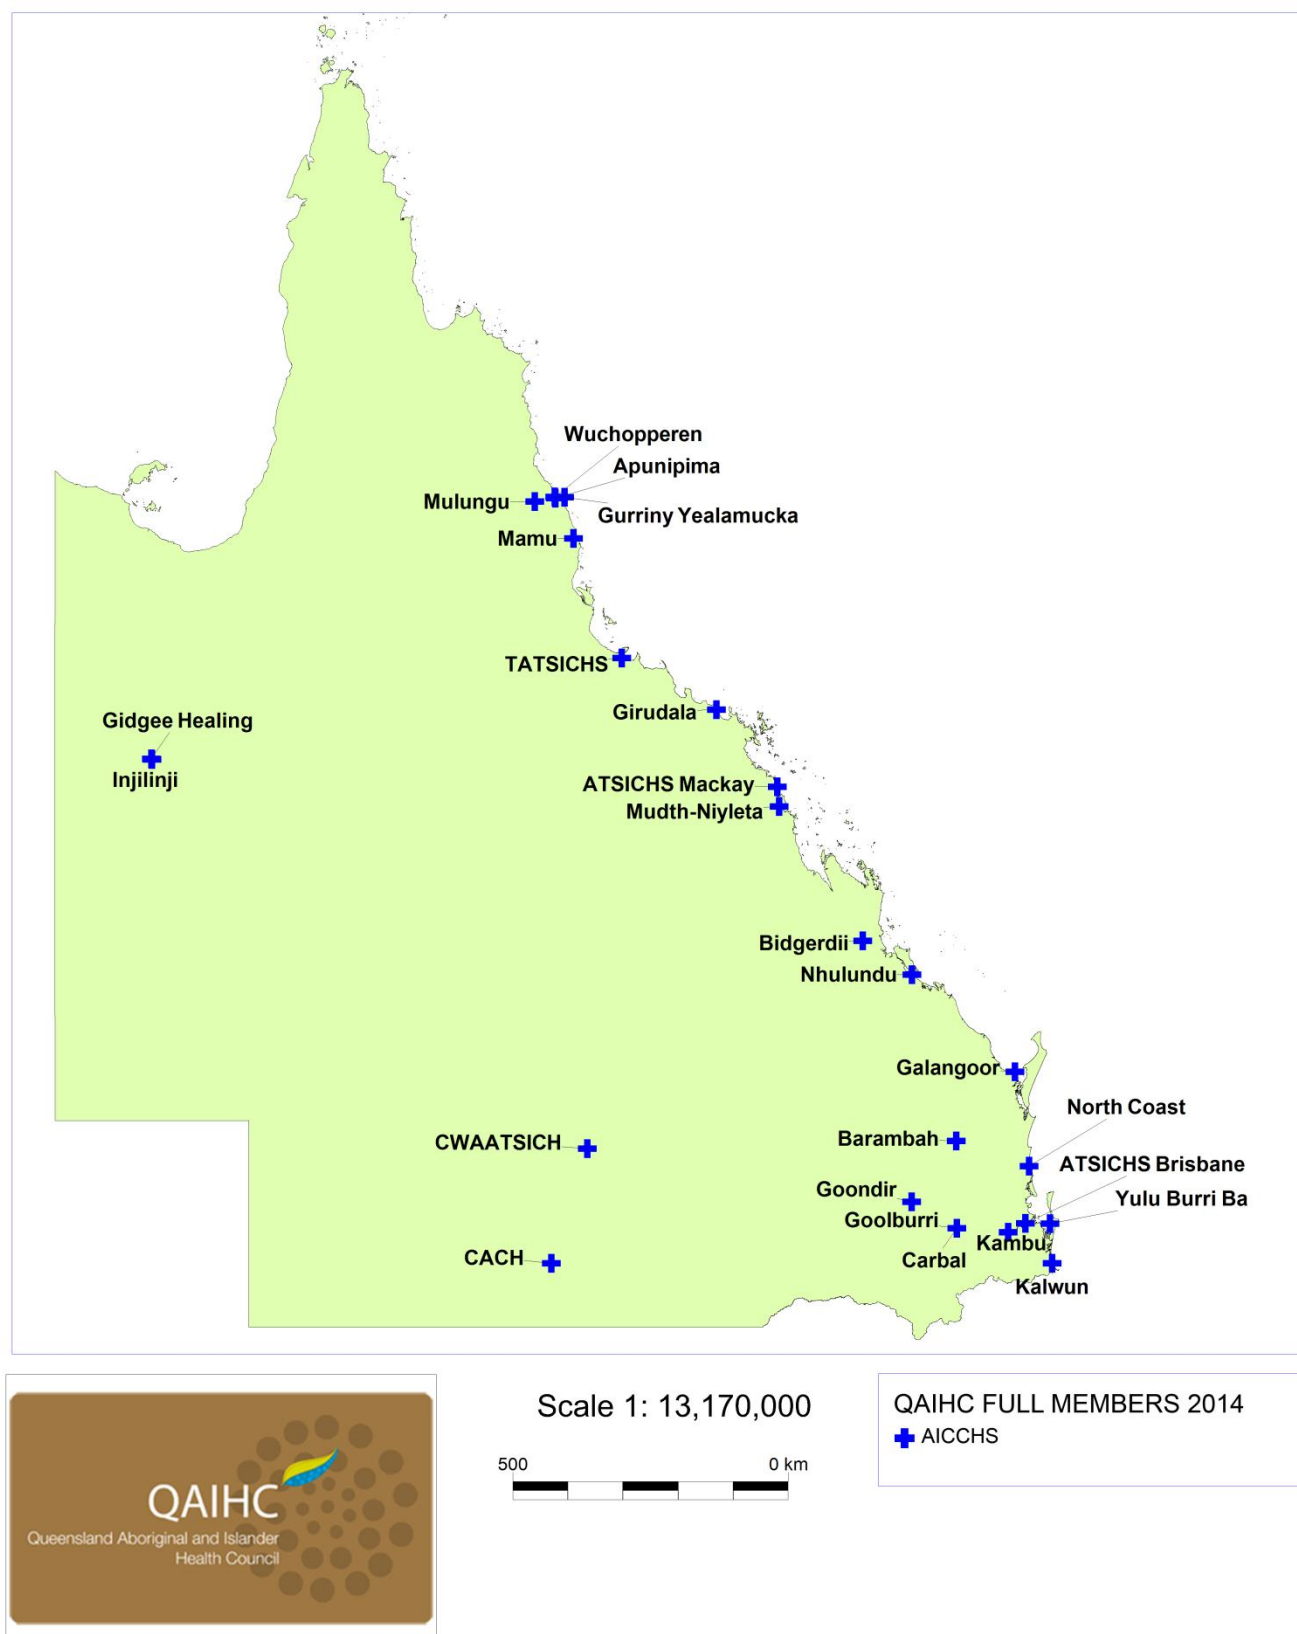 Wuchopperen
Apunipima
Mulungu
Gurriny Yealamucka
Mamu
TATSICHS
Girudala
Gidgee Healing
Injilinji
ATSICHS Mackay
Mudth-Niyleta
Bidgerdii
Nhulundu
Galangoor
North Coast
Barambah
CWAATSICH
ATSICHS Brisbane
Goondir
Yulu Burri Ba
Goolburri
Kambu
Carbal
CACH
Kalwun
Scale 1: 13,170,000
500 0 km
QAIHC FULL MEMBERS 2014
AICCHS
QAIHC
Queensland Aboriginal and Islander
Health Council